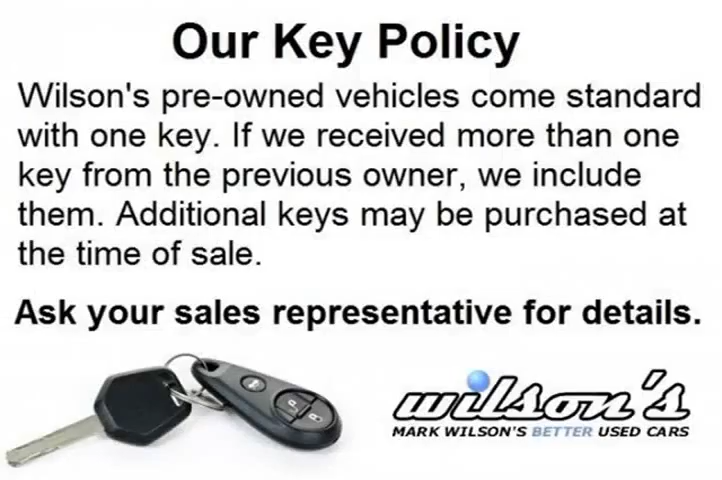 Our Key Policy
Wilson's pre-owned vehicles come standard
with one key. If we received more than one
key from the previous owner, we include
them. Additional keys may be purchased at
the time of sale.
Ask your sales representative for details.
wilson's
MARK WILSON'S BETTER USED CARS